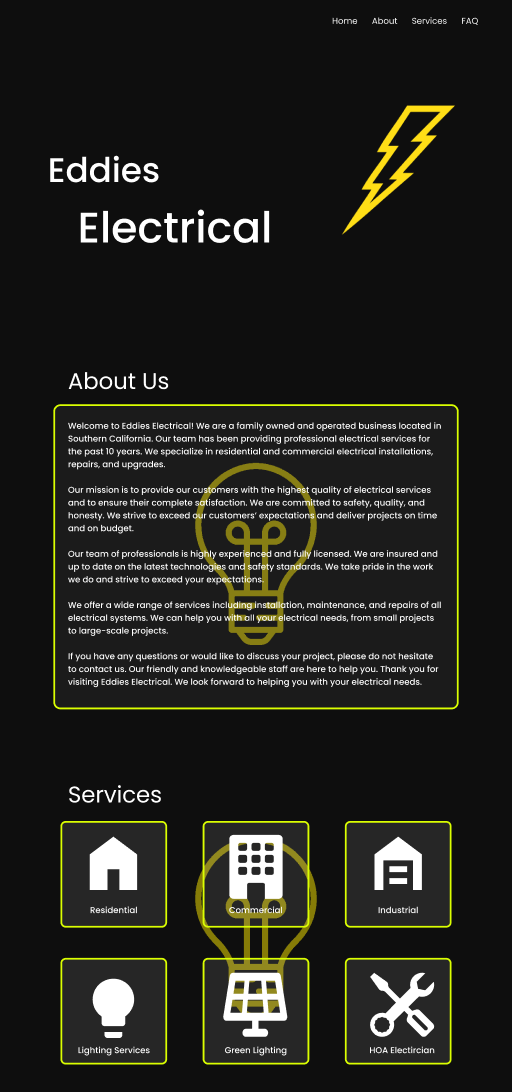 Home About Services FAQ
Eddies
Electrical
About Us
Welcome to Eddies Electrical! We are a family owned and operated business located in
Southern California. Our team has been providing professional electrical services for
the past 10 years. We specialize in residential and commercial electrical installations,
repairs, and upgrades.
Our mission is to provide our customers with the highest quality of electrical services
and to ensure their complete satisfaction. We are committed to safety, quality, and
honesty. We strive to exceed our customers' expectations and deliver projects on time
and on budget.
Our team of professionals is highly experienced and fully licensed. We are insured and
up to date on the latest technologies and safety standards. We take pride in the work
we do and strive to exceed your expectations.
We offer a wide range of services including installation, maintenance, and repairs of all
electrical systems. We can help you with all your electrical needs, from small projects
to large-scale projects.
If you have any questions or would like to discuss your project, please do not hesitate
to contact us. Our friendly and knowledgeable staff are here to help you. Thank you for
visiting Eddies Electrical. We look forward to helping you with your electrical needs.
Services
Residential
Commercial
Industrial
Lighting Services
Green Lighting
HOA Electircian